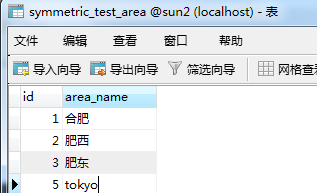 symmetric_test_area @sun2 (localhost) - 表
文件 编辑 查看 窗口 帮助
导入向导 导出向导 筛选向导 网格查
id area_name
1 合肥
2 肥西
3 肥东
5 tokyo